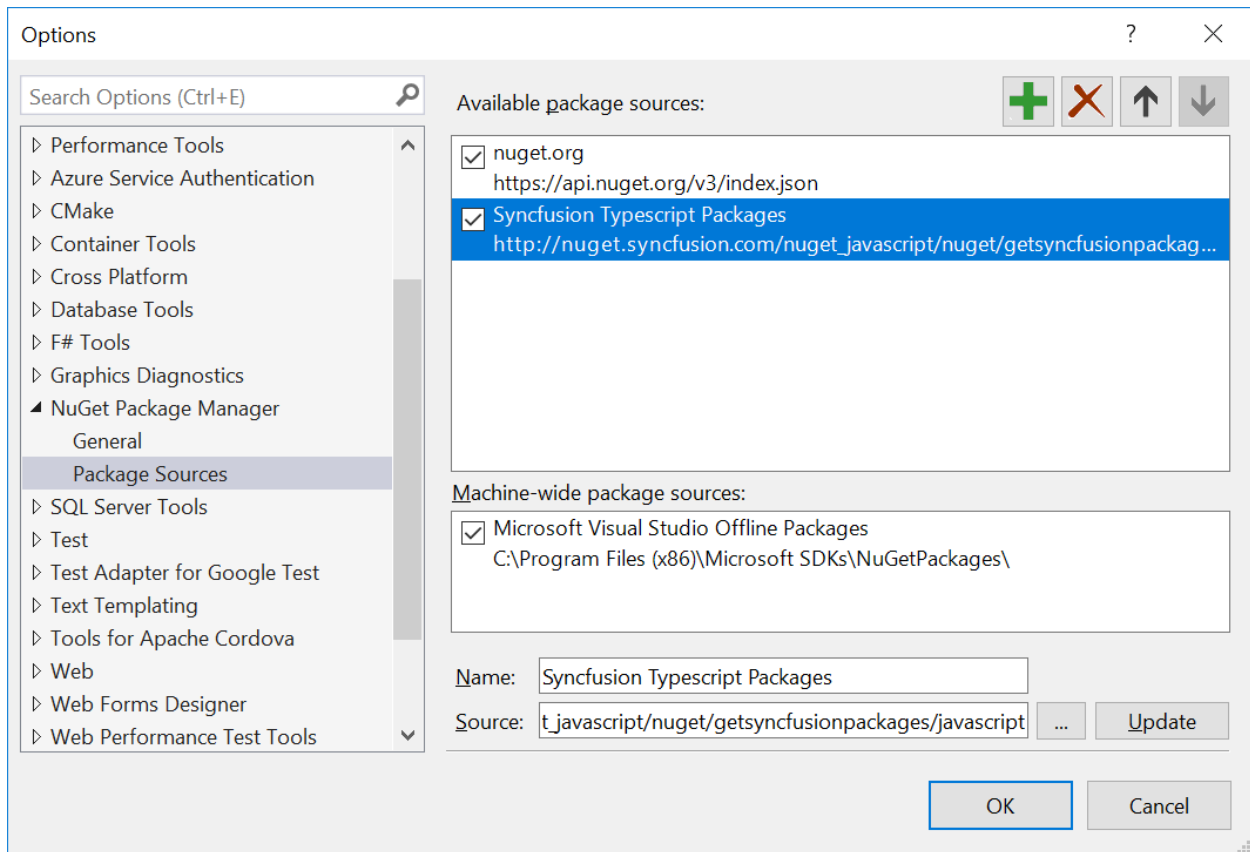 Options
?
Search Options (Ctrl+E)
Performance Tools
Azure Service Authentication
CMake
Container Tools
Cross Platform
Database Tools
F# Tools
Graphics Diagnostics
NuGet Package Manager
General
Package Sources
SQL Server Tools
Test
Test Adapter for Google Test
Text Templating
Tools for Apache Cordova
Web
Web Forms Designer
Web Performance Test Tools
Available package sources:
nuget.org
https://api.nuget.org/v3/index.json
Syncfusion Typescript Packages
http://nuget.syncfusion.com/nuget_javascript/nuget/getsyncfusionpackag...
Machine-wide package sources:
Microsoft Visual Studio Offline Packages
C:\Program Files (x86)\Microsoft SDKs\NuGetPackages\
Name: Syncfusion Typescript Packages
Source: t_javascript/nuget/getsyncfusionpackages/javascript ... Update
OK Cancel